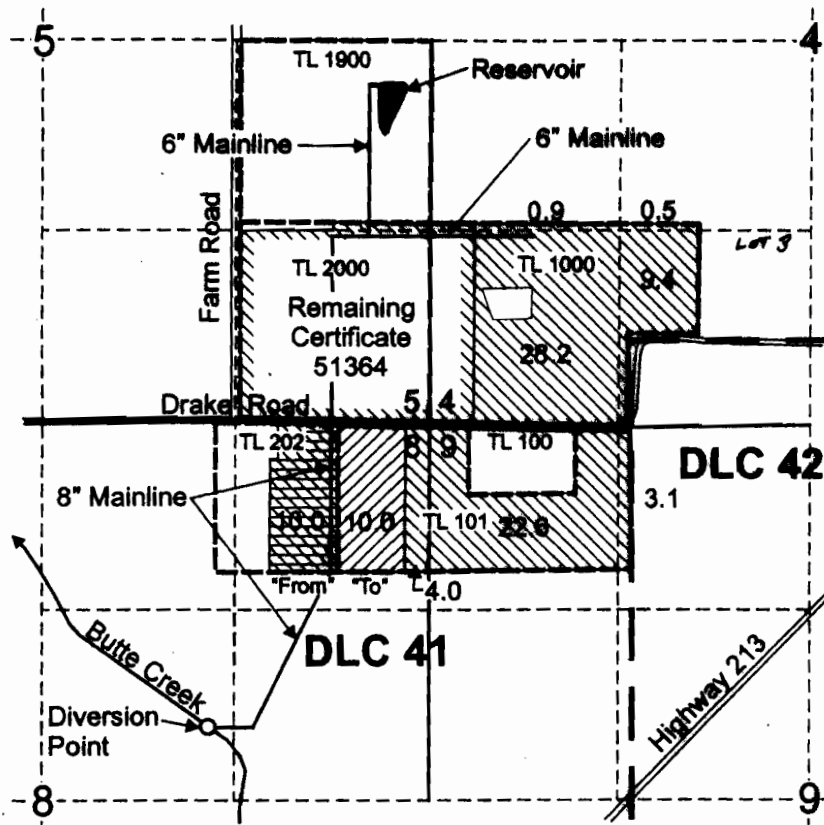 5
4
TL 1900
Reservoir
6" Mainline
6" Mainline
Farm Road
0.9
0.5
LOT 3
TL 2000
TL 1000
9.4
Remaining
Certificate
51364
28.2
Drake Road
5
4
8
9
TL 202
TL 100
DLC 42
8" Mainline
3.1
10.0
10.0
TL 101
22.6
"From"
"To"
4.0
DLC 41
Butte Creek
Diversion
Point
Highway 213
8
9